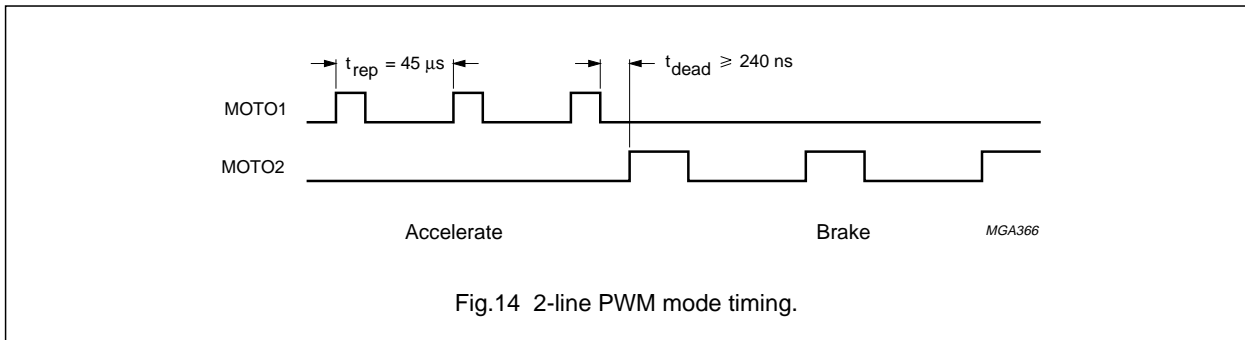 t_rep = 45 µs
t_dead ≥ 240 ns
MOTO1
MOTO2
Accelerate
Brake
MGA366
Fig.14 2-line PWM mode timing.